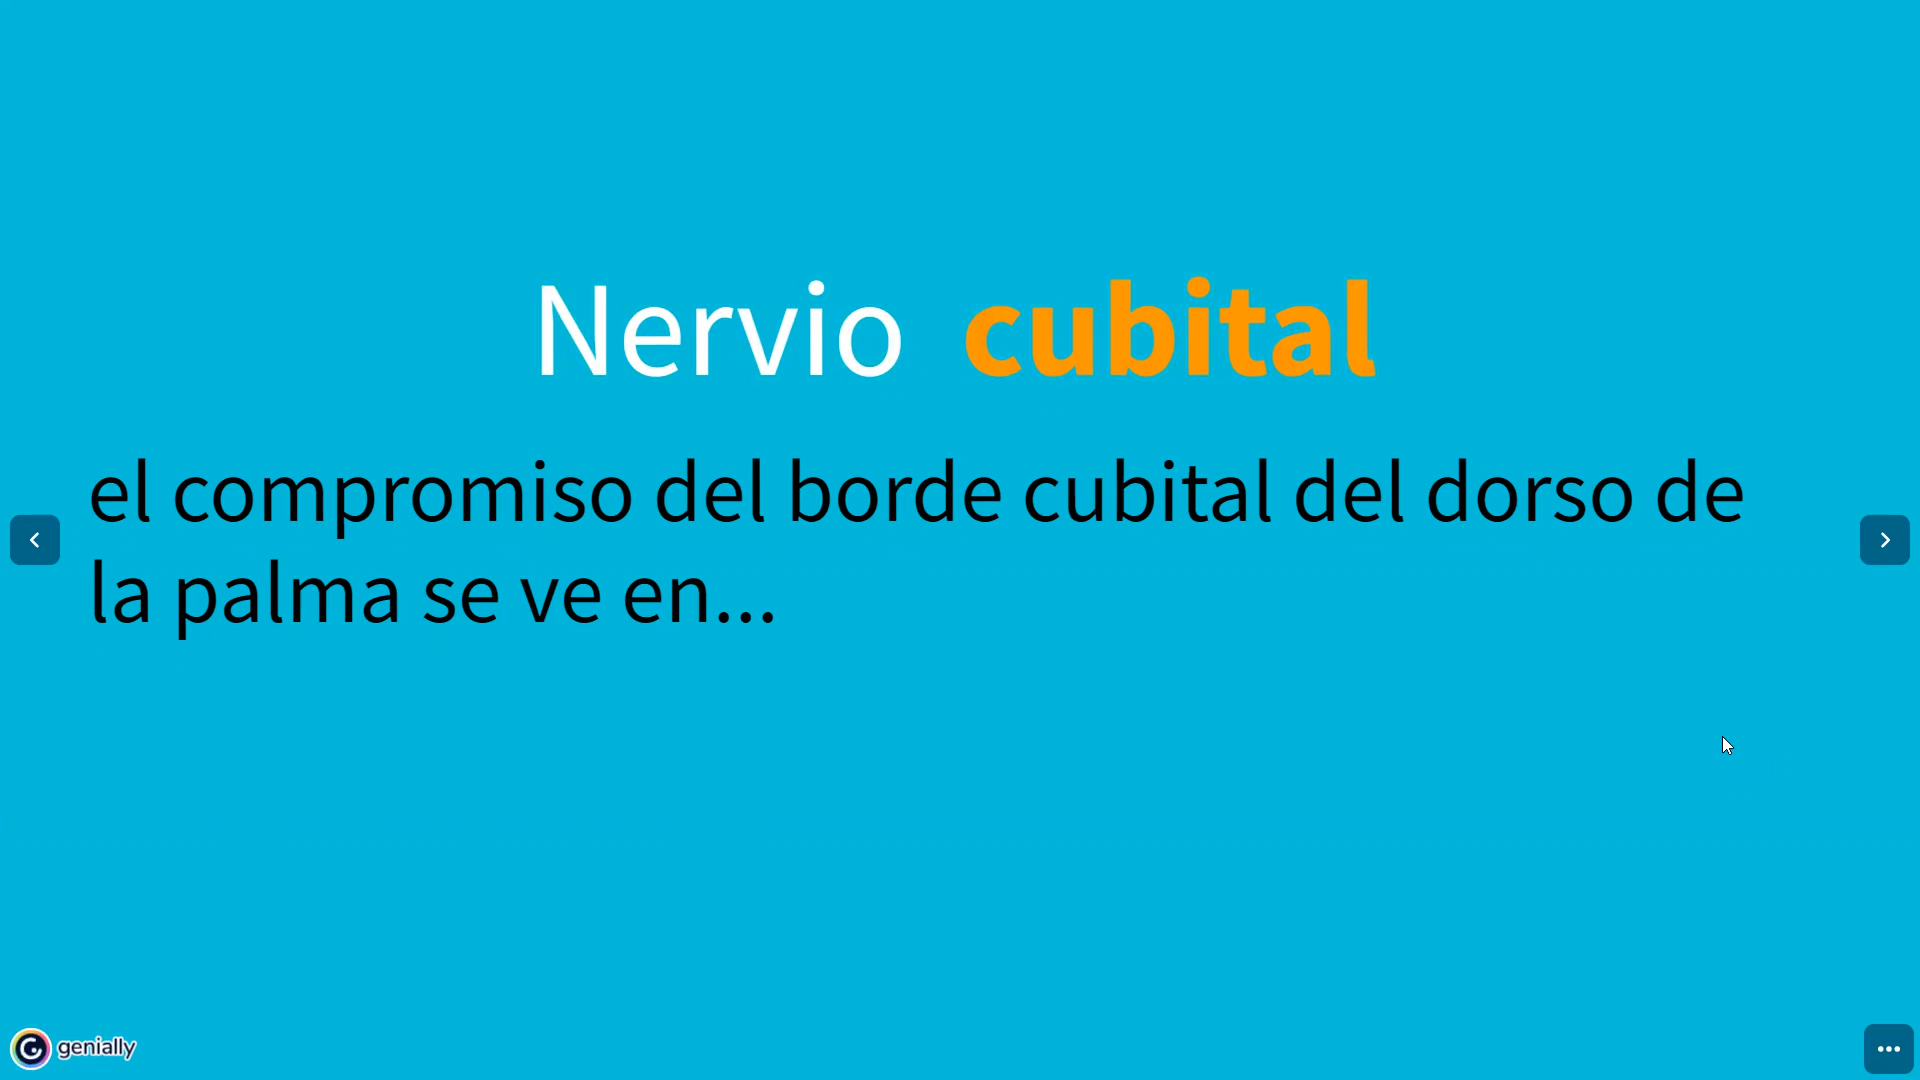 Nervio cubital
el compromiso del borde cubital del dorso de
la palma se ve en...
genially